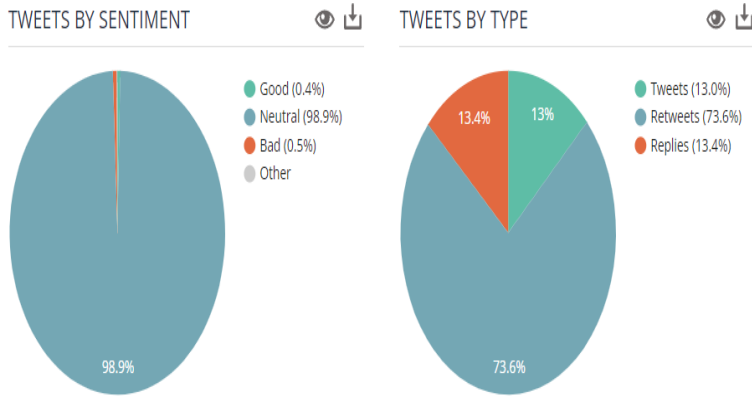 TWEETS BY SENTIMENT
Good (0.4%)
Neutral (98.9%)
Bad (0.5%)
Other
98.9%
TWEETS BY TYPE
13.4%
13%
Tweets (13.0%)
Retweets (73.6%)
Replies (13.4%)
73.6%